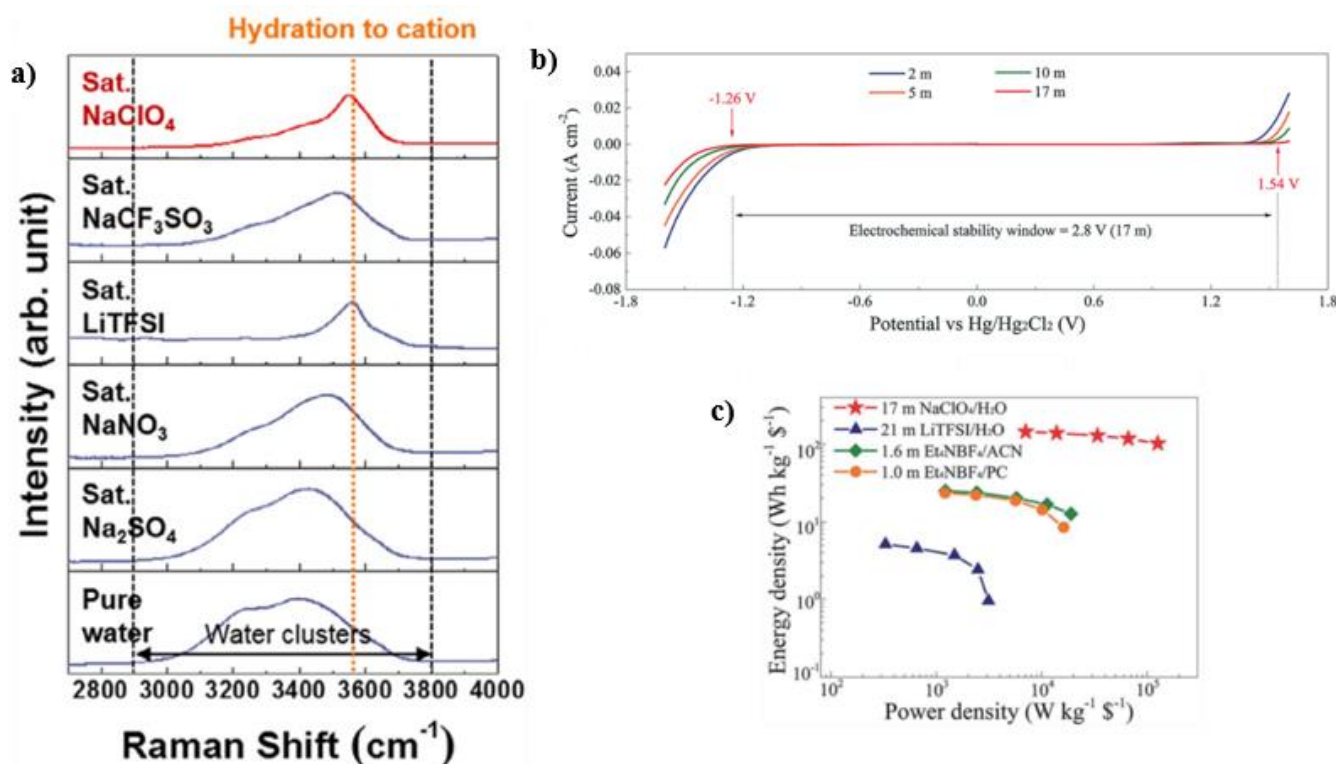 a)
Hydration to cation
Sat.
NaClO₄
Sat.
NaCF₃SO₃
Sat.
LiTFSI
Sat.
NaNO₃
Sat.
Na₂SO₄
Pure
water
Water clusters
Intensity (arb. unit)
2800 3000 3200 3400 3600 3800 4000
Raman Shift (cm⁻¹)
b)
2 m
10 m
5 m
17 m
-1.26 V
1.54 V
Electrochemical stability window = 2.8 V (17 m)
Current (A cm⁻²)
0.04
0.02
0.00
-0.02
-0.04
-0.06
-0.08
-1.8 -1.2 -0.6 0.0 0.6 1.2 1.8
Potential vs Hg/Hg₂Cl₂ (V)
c)
17 m NaClO₄/H₂O
21 m LiTFSI/H₂O
1.6 m Et₄NBF₄/ACN
1.0 m Et₄NBF₄/PC
Energy density (Wh kg⁻¹ $⁻¹)
10²
10¹
10⁰
10⁻¹
10² 10³ 10⁴ 10⁵
Power density (W kg⁻¹ $⁻¹)